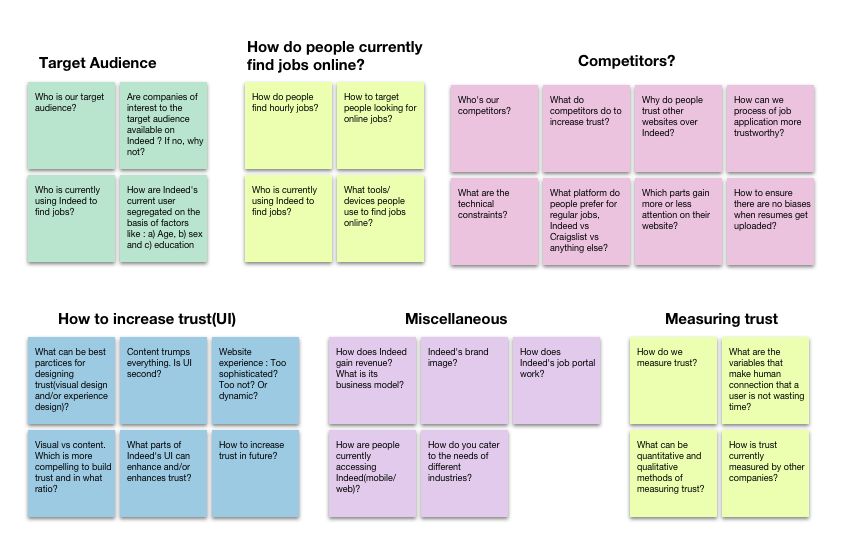 Target Audience
Who is our target
audience?
Are companies of
interest to the
target audience
available on
Indeed ? If no, why
not?
Who is currently
using Indeed to
find jobs?
How are Indeed's
current user
segregated on the
basis of factors
like : a) Age, b) sex
and c) education
How do people currently
find jobs online?
How do people
find hourly jobs?
How to target
people looking for
online jobs?
Who is currently
using Indeed to
find jobs?
What tools/
devices people
use to find jobs
online?
Competitors?
Who's our
competitors?
What do
competitors do to
increase trust?
Why do people
trust other
websites over
Indeed?
How can we
process of job
application more
trustworthy?
What are the
technical
constraints?
What platform do
people prefer for
regular jobs,
Indeed vs
Craigslist vs
anything else?
Which parts gain
more or less
attention on their
website?
How to ensure
there are no biases
when resumes get
uploaded?
How to increase trust(UI)
What can be best
parctices for
designing
trust(visual design
and/or experience
design)?
Content trumps
everything. Is UI
second?
Website
experience : Too
sophisticated?
Too not? Or
dynamic?
Visual vs content.
Which is more
compelling to build
trust and in what
ratio?
What parts of
Indeed's UI can
enhance and/or
enhances trust?
How to increase
trust in future?
Miscellaneous
How does Indeed
gain revenue?
What is its
business model?
Indeed's brand
image?
How does
Indeed's job portal
work?
How are people
currently
accessing
Indeed(mobile/
web)?
How do you cater
to the needs of
different
industries?
Measuring trust
How do we
measure trust?
What are the
variables that
make human
connection that a
user is not wasting
time?
What can be
quantitative and
qualitative
methods of
measuring trust?
How is trust
currently
measured by other
companies?